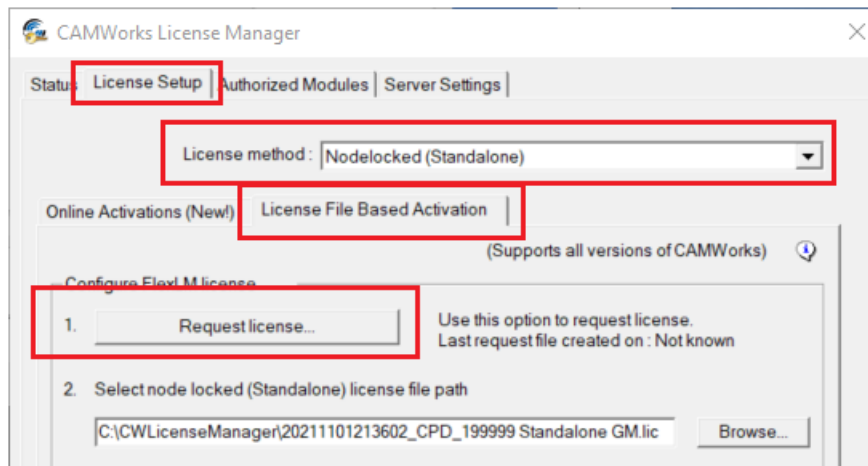 CAMWorks License Manager
Status License Setup Authorized Modules Server Settings
License method : Nodelocked (Standalone)
Online Activations (New!) License File Based Activation
(Supports all versions of CAMWorks)
Configure FlexLM license
1. Request license... Use this option to request license.
Last request file created on : Not known
2. Select node locked (Standalone) license file path
C:\CWLicenseManager\20211101213602_CPD_199999 Standalone GM.lic Browse...